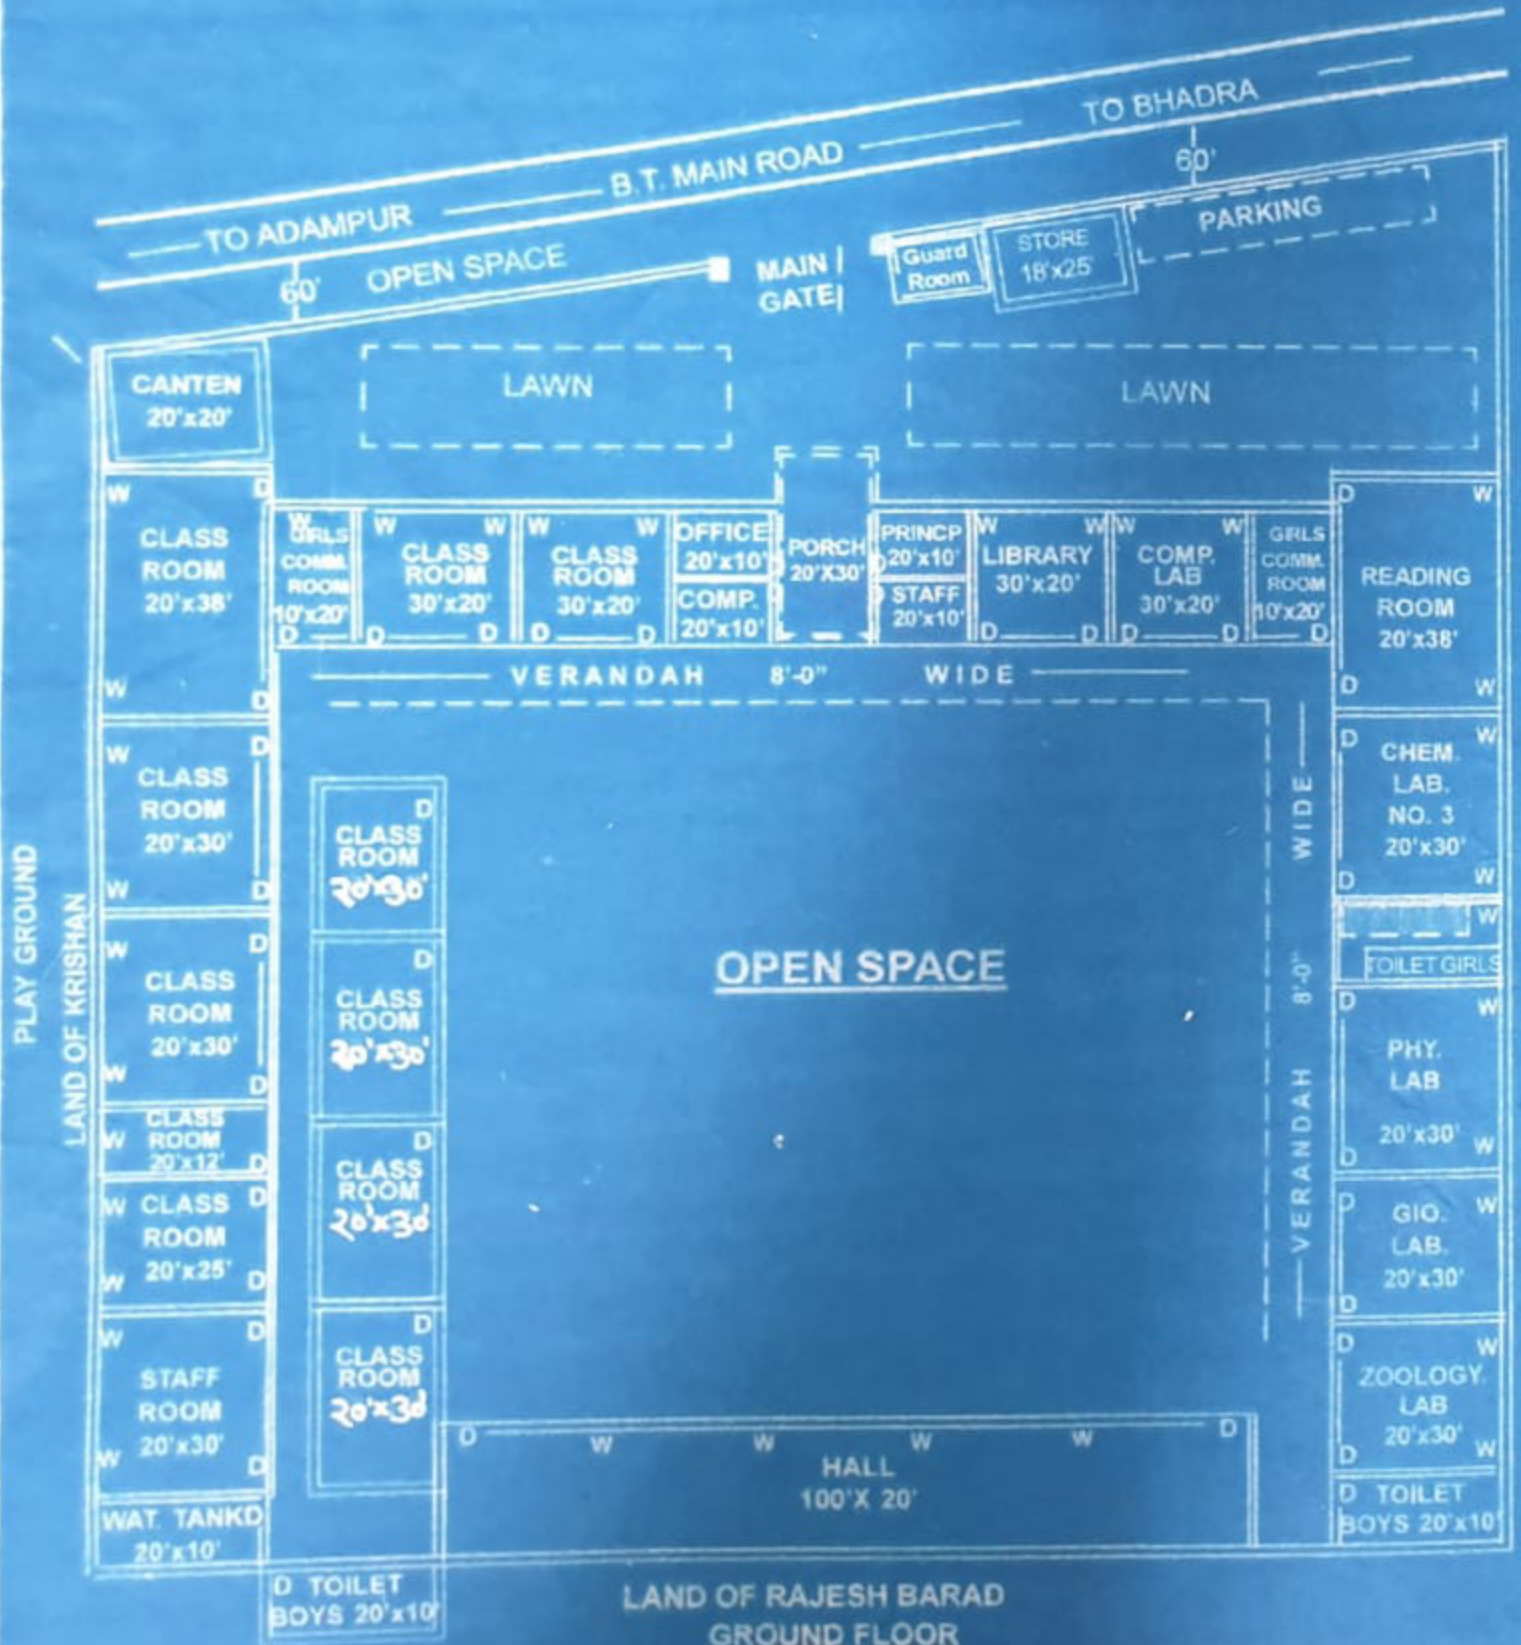 TO BHADRA
B.T. MAIN ROAD
TO ADAMPUR
60'
PARKING
OPEN SPACE
60'
MAIN
GATE
Guard
Room
STORE
18'x25'
CANTEN
20'x20'
LAWN
LAWN
W D
CLASS
ROOM
20'x38'
W D
W
GIRLS
COMM.
ROOM
10'x20'
D
W W
CLASS
ROOM
30'x20'
D D
W W
CLASS
ROOM
30'x20'
D D
OFFICE
20'x10'
COMP.
20'x10'
PORCH
20'X30'
PRINCP
20'x10'
STAFF
20'x10'
W W
LIBRARY
30'x20'
D D
W W
COMP.
LAB
30'x20'
D D
GIRLS
COMM.
ROOM
10'x20'
D
D W
READING
ROOM
20'x38'
D W
VERANDAH 8'-0" WIDE
W D
CLASS
ROOM
20'x30'
W D
W D
CLASS
ROOM
20'x30'
W D
CLASS
W ROOM
20'x12' D
W CLASS D
ROOM
W 20'x25' D
W D
STAFF
ROOM
20'x30'
W D
WAT. TANKD
20'x10'
PLAY GROUND
LAND OF KRISHAN
D
CLASS
ROOM
20'x30'
D
CLASS
ROOM
20'x30'
D
CLASS
ROOM
20'x30'
D
CLASS
ROOM
20'x30'
OPEN SPACE
VERANDAH 8'-0" WIDE
D W
CHEM.
LAB.
NO. 3
20'x30'
D W
W
TOILET GIRLS
D W
PHY.
LAB
20'x30'
D W
D W
GIO.
LAB.
20'x30'
D
D W
ZOOLOGY.
LAB
20'x30'
D W
D TOILET
BOYS 20'x10'
D W W W W D
HALL
100'X 20'
D TOILET
BOYS 20'x10'
LAND OF RAJESH BARAD
GROUND FLOOR